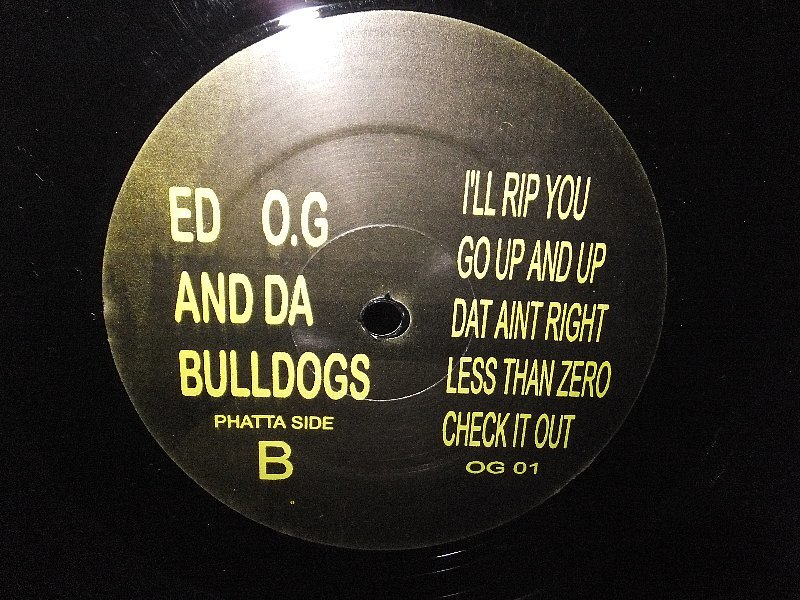 ED O.G
AND DA
BULLDOGS
PHATTA SIDE
B
I'LL RIP YOU
GO UP AND UP
DAT AINT RIGHT
LESS THAN ZERO
CHECK IT OUT
OG 01